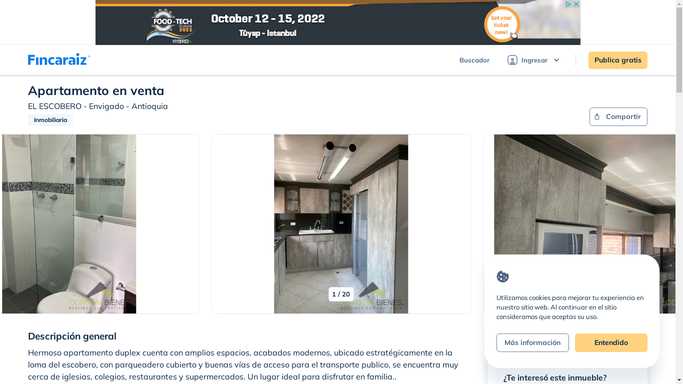 FOOD-TECH
October 12 - 15, 2022
Tüyap - Istanbul
Get your ticket now!
Fincaraiz
Buscador
Ingresar
Publica gratis
Apartamento en venta
EL ESCOBERO - Envigado - Antioquia
Inmobiliaria
Compartir
1 / 20
Utilizamos cookies para mejorar tu experiencia en
nuestro sitio web. Al continuar en el sitio
consideramos que aceptas su uso.
Más información
Entendido
Descripción general
Hermoso apartamento duplex cuenta con amplios espacios, acabados modernos, ubicado estratégicamente en la
loma del escobero, con parqueadero cubierto y buenas vías de acceso para el transporte publico, se encuentra muy
cerca de iglesias, colegios, restaurantes y supermercados. Un lugar ideal para disfrutar en familia..
¿Te interesó este inmueble?